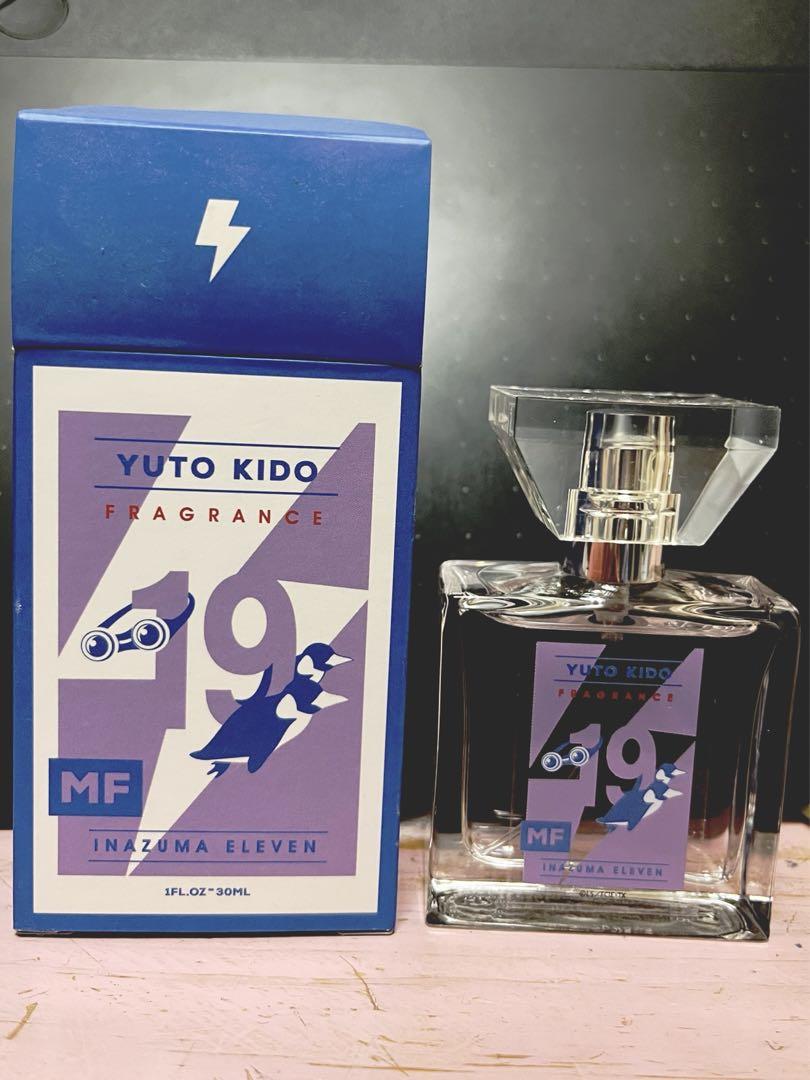 YUTO KIDO
FRAGRANCE
19
MF
INAZUMA ELEVEN
1FL.OZ = 30ML
YUTO KIDO
FRAGRANCE
19
MF
INAZUMA ELEVEN